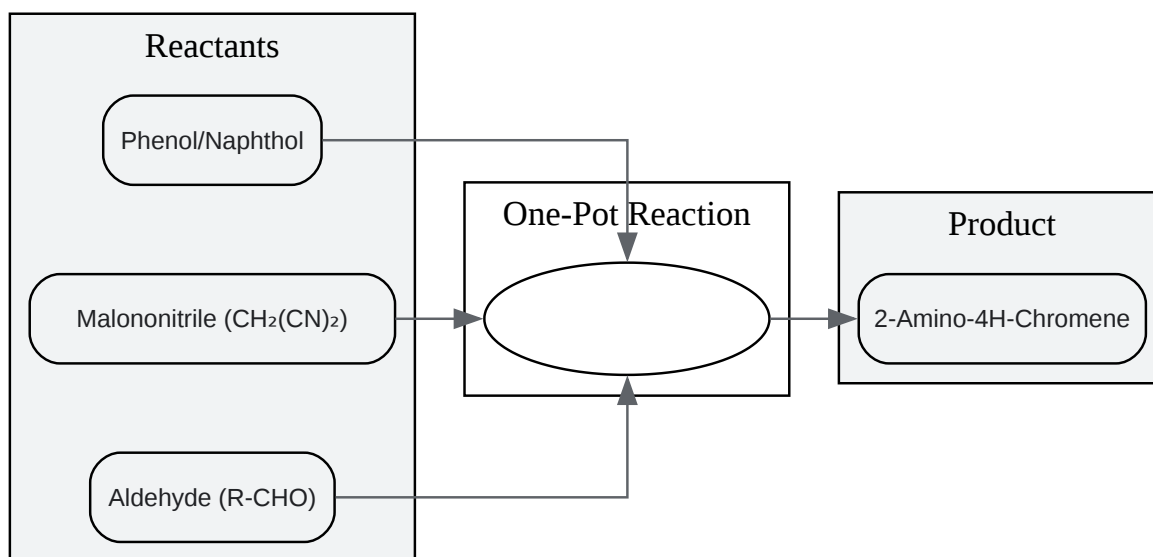 Reactants
Phenol/Naphthol
Malononitrile (CH₂(CN)₂)
Aldehyde (R-CHO)
One-Pot Reaction
Product
2-Amino-4H-Chromene